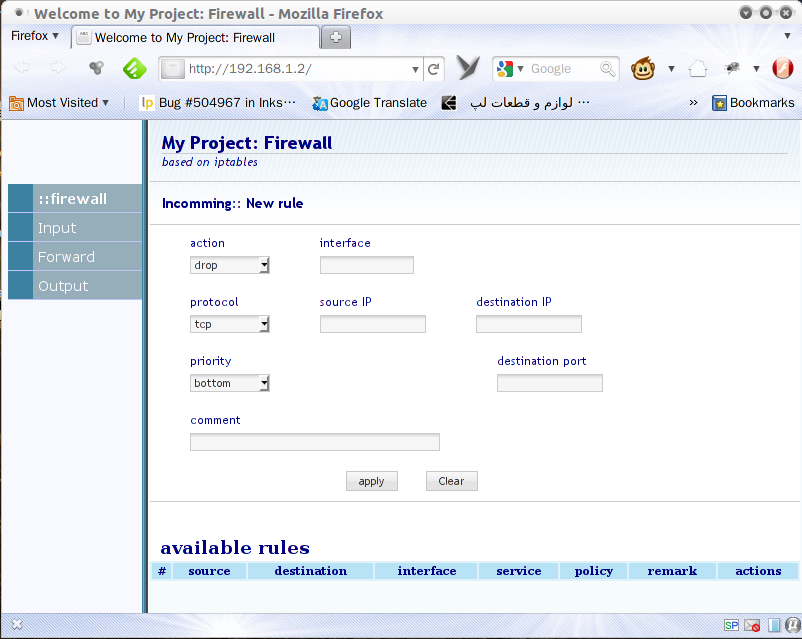 Welcome to My Project: Firewall - Mozilla Firefox
Firefox
Welcome to My Project: Firewall
http://192.168.1.2/
Google
Most Visited
lp Bug #504967 in Inks…
Google Translate
لوازم و قطعات لپ …
»
Bookmarks
My Project: Firewall
based on iptables
::firewall
Input
Forward
Output
Incomming:: New rule
action interface
drop
protocol source IP destination IP
tcp
priority destination port
bottom
comment
apply Clear
available rules
# source destination interface service policy remark actions
SP